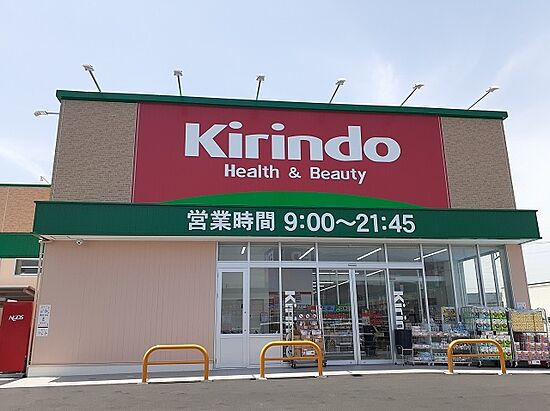 Kirindo
Health & Beauty
営業時間 9:00〜21:45